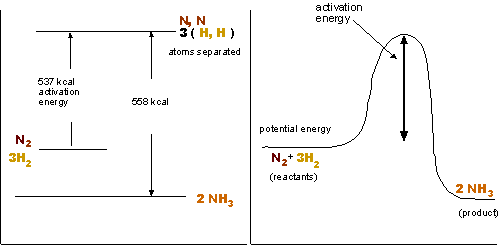 N, N
3 ( H, H )
atoms separated
537 kcal
activation
energy
558 kcal
N₂
3H₂
2 NH₃
activation
energy
potential energy
N₂ + 3H₂
(reactants)
2 NH₃
(product)